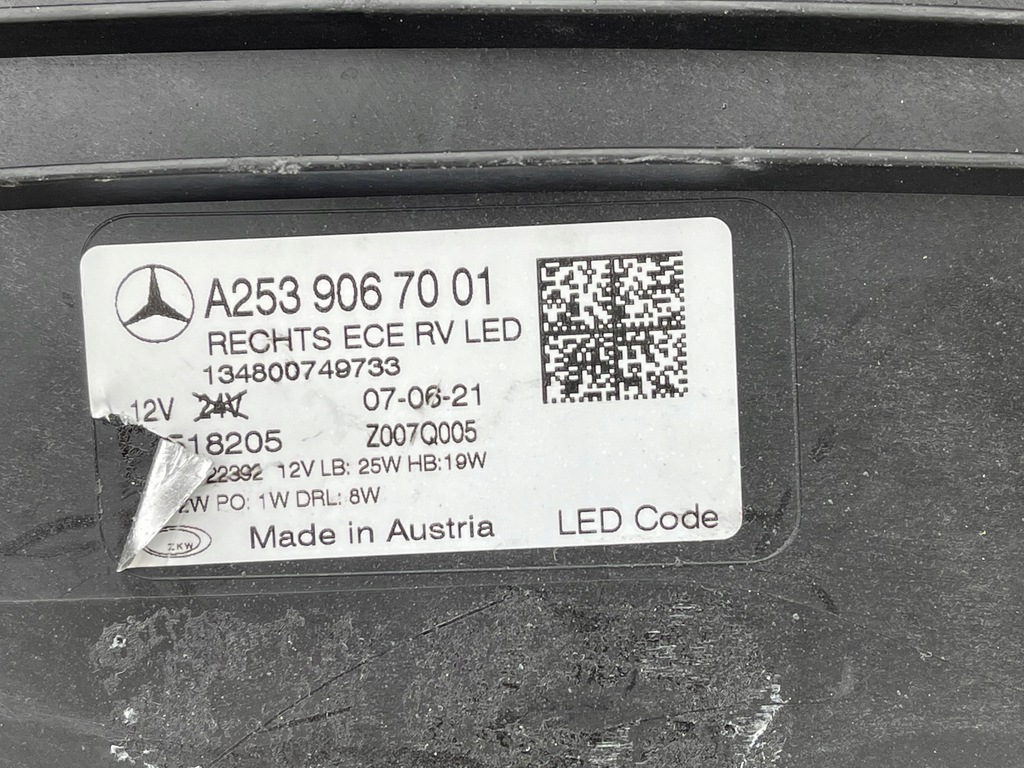 A253 906 70 01
RECHTS ECE RV LED
134800749733
12V 24V 07-06-21
518205 Z007Q005
22392 12V LB: 25W HB:19W
2W PO: 1W DRL: 8W
ZKW Made in Austria LED Code